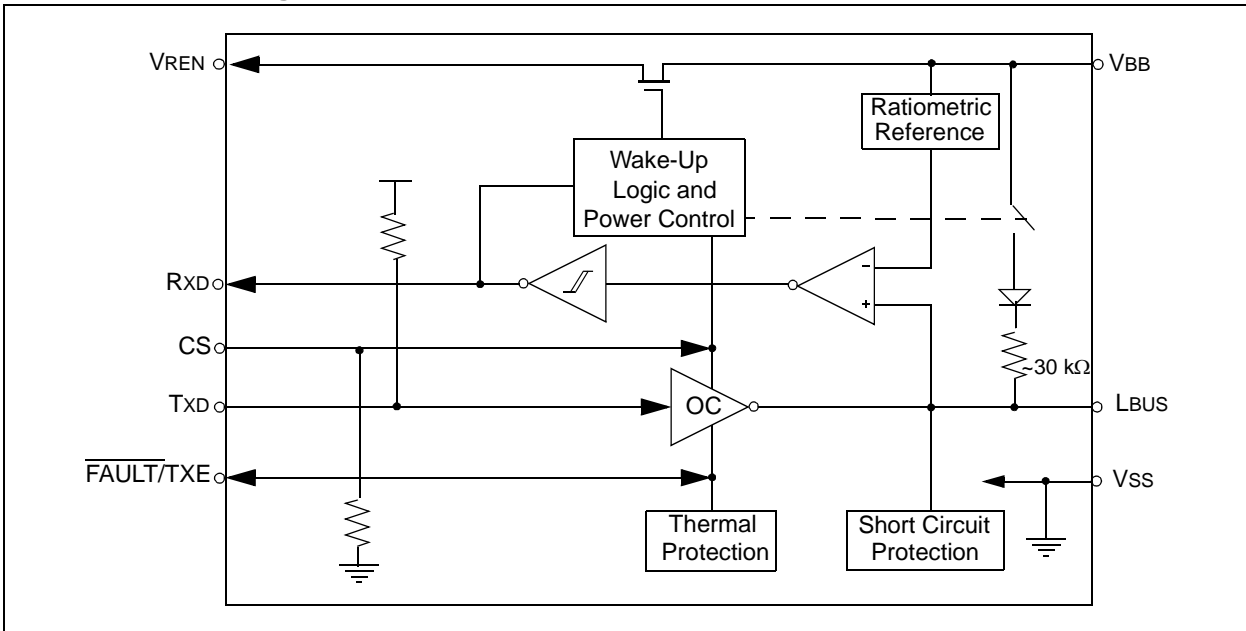 VREN
VBB
Ratiometric
Reference
Wake-Up
Logic and
Power Control
RXD
–
+
CS
~30 kΩ
TXD
OC
LBUS
FAULT/TXE
VSS
Thermal
Protection
Short Circuit
Protection